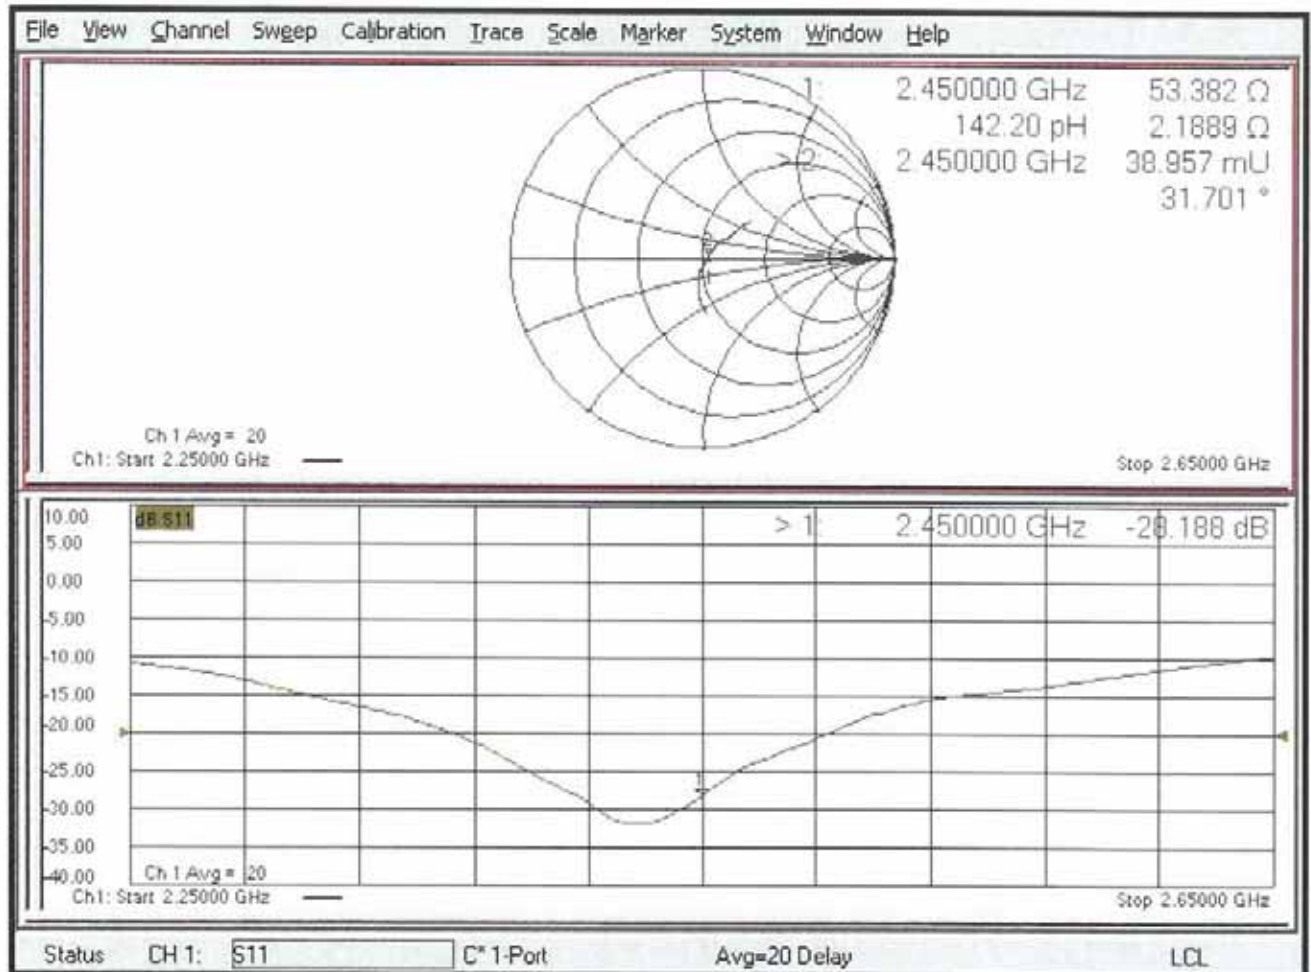 File View Channel Sweep Calibration Trace Scale Marker System Window Help
1: 2.450000 GHz 53.382 Ω
142.20 pH 2.1889 Ω
> 2: 2.450000 GHz 38.957 mU
31.701 °
2
1
Ch 1 Avg = 20
Ch1: Start 2.25000 GHz
Stop 2.65000 GHz
dB S11
> 1: 2.450000 GHz -28.188 dB
10.00
5.00
0.00
-5.00
-10.00
-15.00
-20.00
-25.00
-30.00
-35.00
-40.00
1
Ch 1 Avg = 20
Ch1: Start 2.25000 GHz
Stop 2.65000 GHz
Status CH 1: S11 C* 1-Port Avg=20 Delay LCL